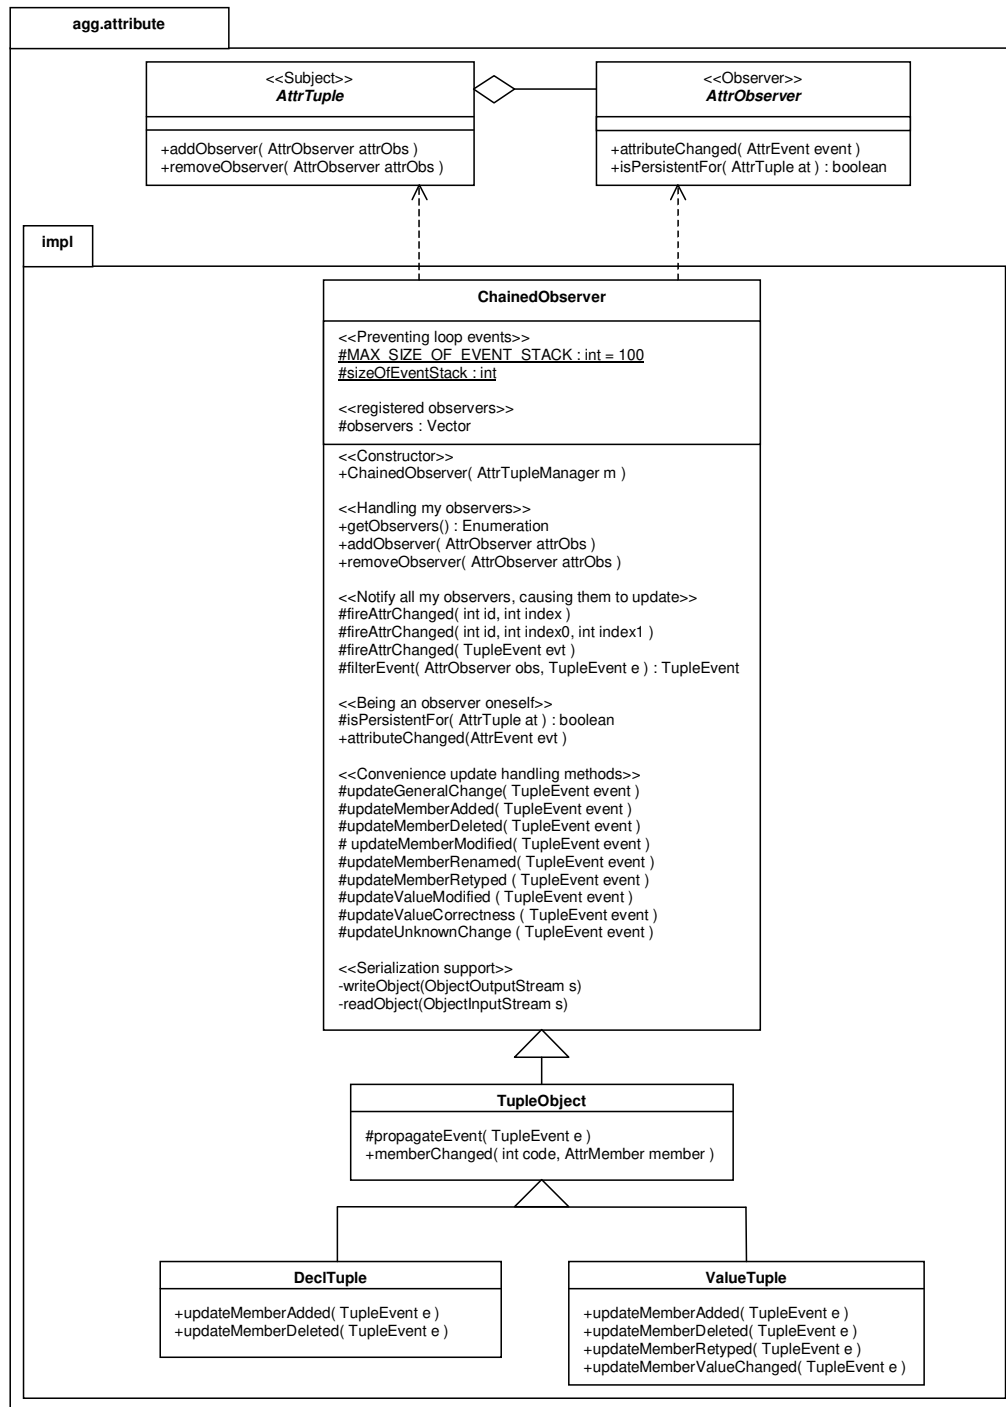 agg.attribute
<<Subject>>
AttrTuple
+addObserver( AttrObserver attrObs )
+removeObserver( AttrObserver attrObs )
<<Observer>>
AttrObserver
+attributeChanged( AttrEvent event )
+isPersistentFor( AttrTuple at ) : boolean
impl
ChainedObserver
<<Preventing loop events>>
#MAX_SIZE_OF_EVENT_STACK : int = 100
#sizeOfEventStack : int
<<registered observers>>
#observers : Vector
<<Constructor>>
+ChainedObserver( AttrTupleManager m )
<<Handling my observers>>
+getObservers() : Enumeration
+addObserver( AttrObserver attrObs )
+removeObserver( AttrObserver attrObs )
<<Notify all my observers, causing them to update>>
#fireAttrChanged( int id, int index )
#fireAttrChanged( int id, int index0, int index1 )
#fireAttrChanged( TupleEvent evt )
#filterEvent( AttrObserver obs, TupleEvent e ) : TupleEvent
<<Being an observer oneself>>
#isPersistentFor( AttrTuple at ) : boolean
+attributeChanged(AttrEvent evt )
<<Convenience update handling methods>>
#updateGeneralChange( TupleEvent event )
#updateMemberAdded( TupleEvent event )
#updateMemberDeleted( TupleEvent event )
# updateMemberModified( TupleEvent event )
#updateMemberRenamed( TupleEvent event )
#updateMemberRetyped ( TupleEvent event )
#updateValueModified ( TupleEvent event )
#updateValueCorrectness ( TupleEvent event )
#updateUnknownChange ( TupleEvent event )
<<Serialization support>>
-writeObject(ObjectOutputStream s)
-readObject(ObjectInputStream s)
TupleObject
#propagateEvent( TupleEvent e )
+memberChanged( int code, AttrMember member )
DeclTuple
+updateMemberAdded( TupleEvent e )
+updateMemberDeleted( TupleEvent e )
ValueTuple
+updateMemberAdded( TupleEvent e )
+updateMemberDeleted( TupleEvent e )
+updateMemberRetyped( TupleEvent e )
+updateMemberValueChanged( TupleEvent e )